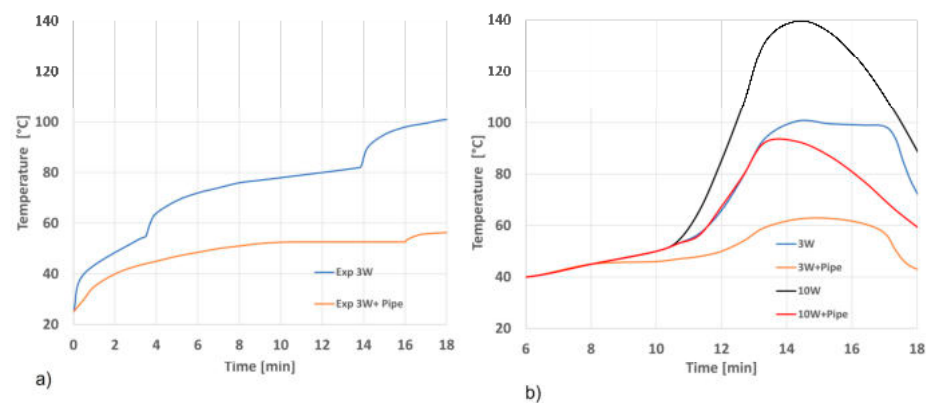 140
120
100
80
60
40
20
Temperature [°C]
0 2 4 6 8 10 12 14 16 18
Time [min]
Exp 3W
Exp 3W+ Pipe
a)
140
120
100
80
60
40
20
Temperature [°C]
6 8 10 12 14 16 18
Time [min]
3W
3W+Pipe
10W
10W+Pipe
b)